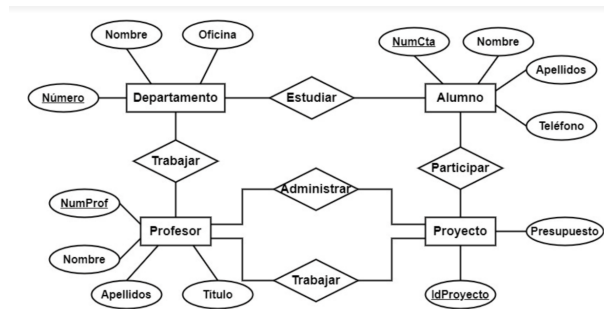 Nombre
Oficina
NumCta
Nombre
Apellidos
Número
Departamento
Estudiar
Alumno
Teléfono
Trabajar
Participar
NumProf
Administrar
Profesor
Proyecto
Presupuesto
Nombre
Trabajar
Apellidos
Titulo
IdProyecto